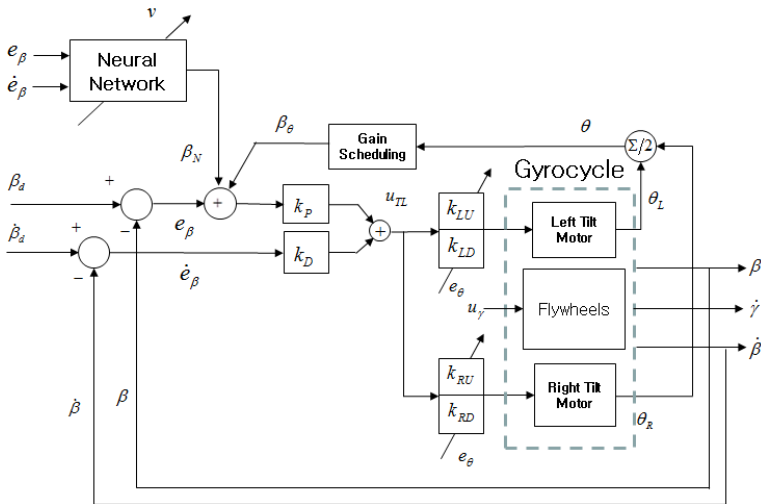 v
e_β
ė_β
Neural
Network
β_N
β_θ
Gain
Scheduling
θ
Σ/2
Gyrocycle
θ_L
β_d
+
−
e_β
+
k_P
u_TL
+
k_LU
k_LD
e_θ
Left Tilt
Motor
β̇_d
+
−
ė_β
k_D
u_γ
Flywheels
β
γ̇
β̇
k_RU
k_RD
e_θ
Right Tilt
Motor
θ_R
β̇
β